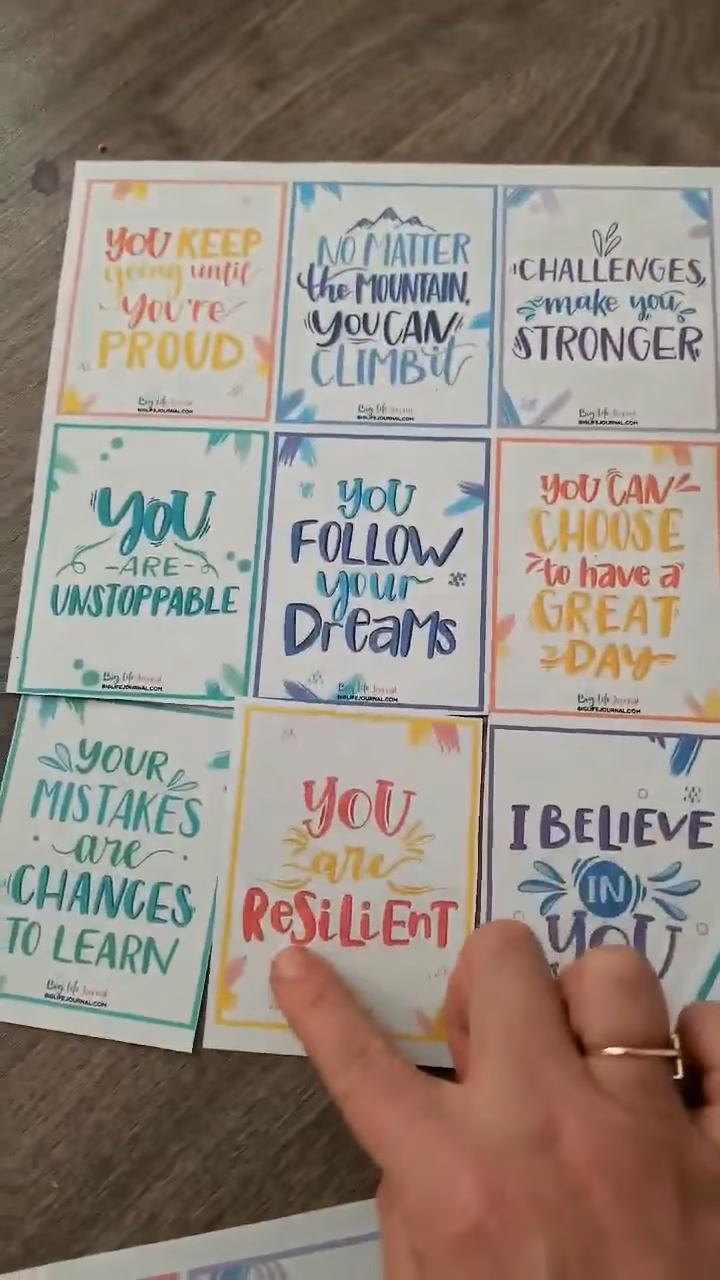 YOU KEEP
going until
you're
PROUD
Big Life Journal
BIGLIFEJOURNAL.COM
NO MATTER
the MOUNTAIN,
YOU CAN
CLIMB it
Big Life Journal
BIGLIFEJOURNAL.COM
CHALLENGES,
make you
STRONGER
Big Life Journal
BIGLIFEJOURNAL.COM
YOU
ARE
UNSTOPPABLE
Big Life Journal
BIGLIFEJOURNAL.COM
YOU
FOLLOW
your
DreaMs
Big Life Journal
BIGLIFEJOURNAL.COM
YOU CAN
CHOOSE
to have a
GREAT
DAY
Big Life Journal
BIGLIFEJOURNAL.COM
YOUR
MISTAKES
are
CHANCES
TO LEARN
Big Life Journal
BIGLIFEJOURNAL.COM
YOU
are
ReSiLiEnT
I BELIEVE
IN
YOU